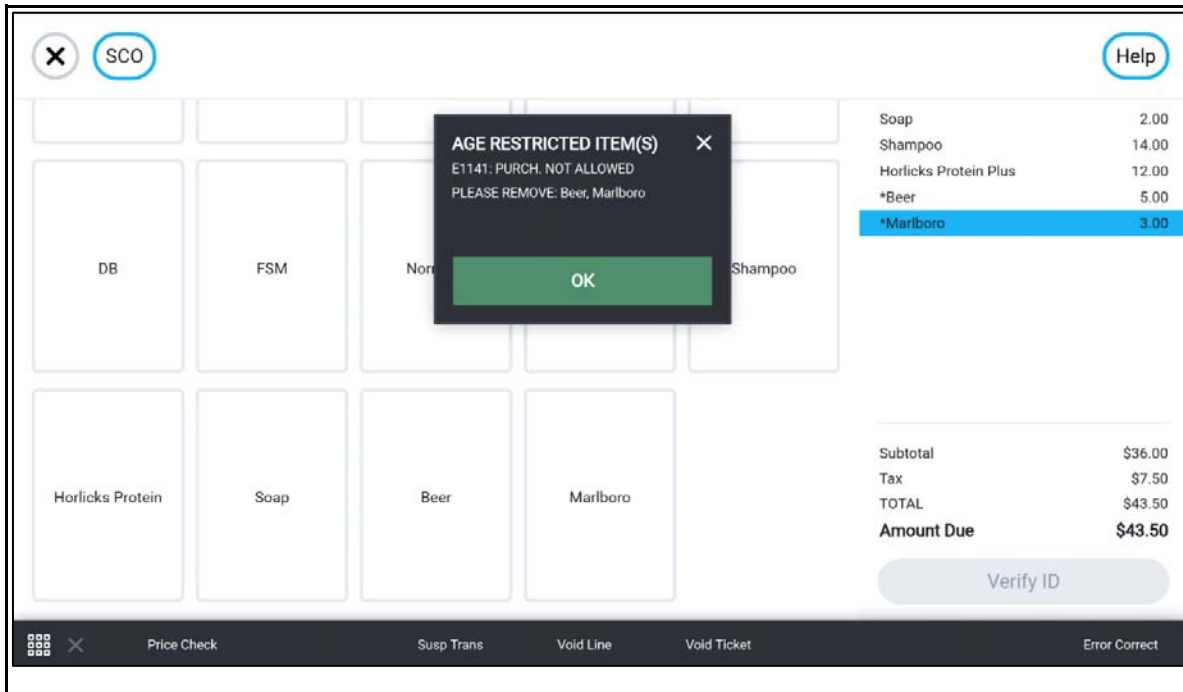 SCO
Help
AGE RESTRICTED ITEM(S)
E1141: PURCH. NOT ALLOWED
PLEASE REMOVE: Beer, Marlboro
OK
DB
FSM
Shampoo
Horlicks Protein
Soap
Beer
Marlboro
Soap 2.00
Shampoo 14.00
Horlicks Protein Plus 12.00
*Beer 5.00
*Marlboro 3.00
Subtotal $36.00
Tax $7.50
TOTAL $43.50
Amount Due $43.50
Verify ID
Price Check Susp Trans Void Line Void Ticket Error Correct